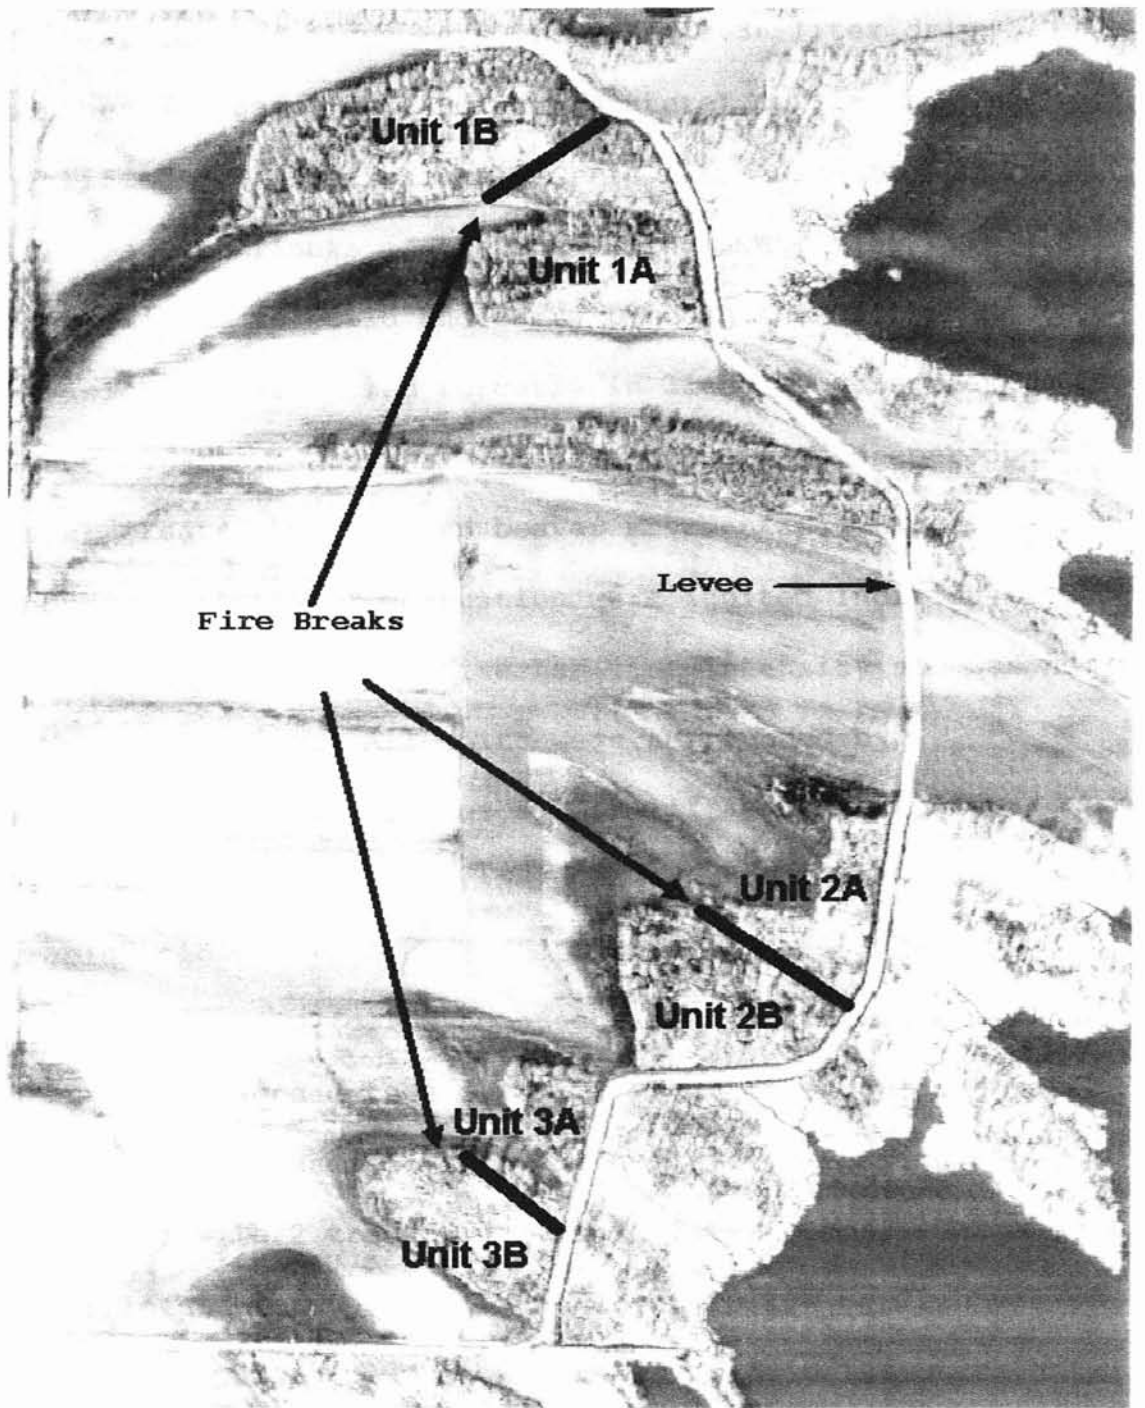 Unit 1B
Unit 1A
Levee
Fire Breaks
Unit 2A
Unit 2B
Unit 3A
Unit 3B